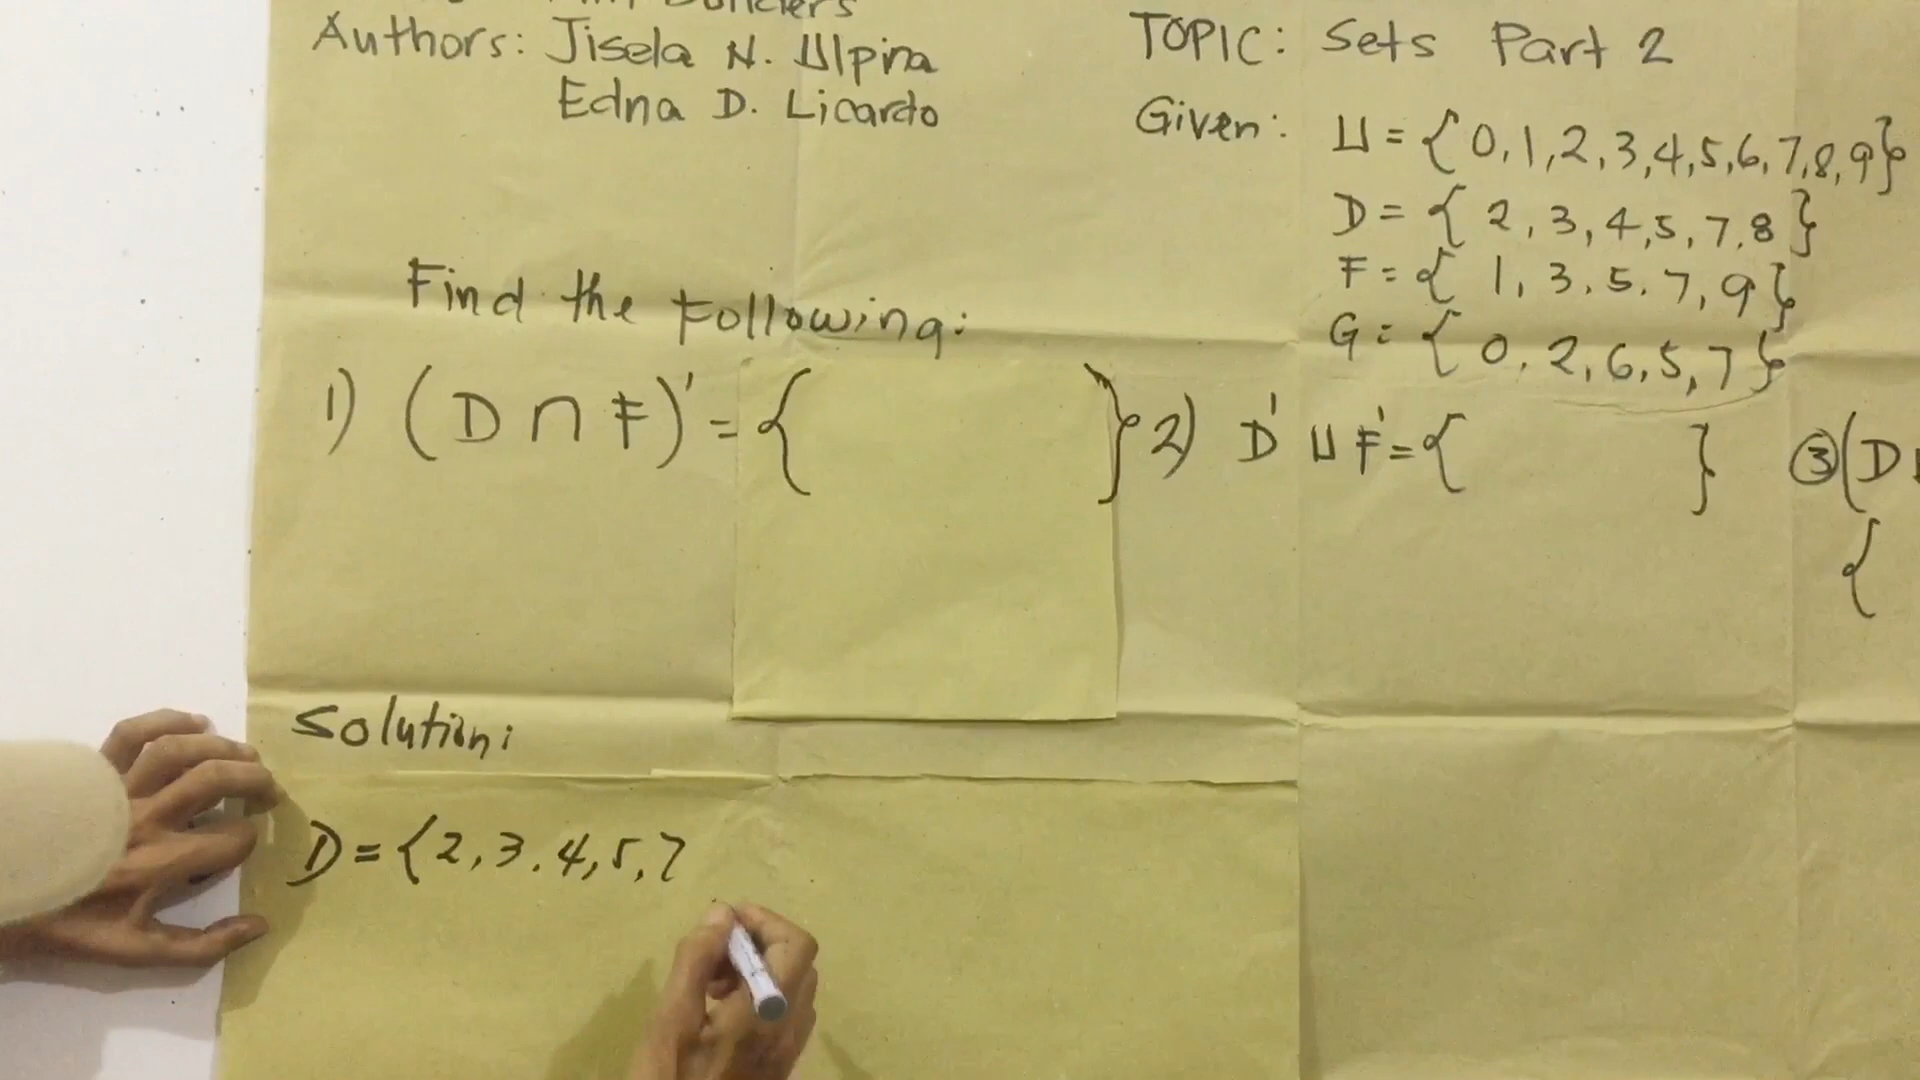 Builders
Authors: Jisela N. Ulpina
Edna D. Licardo
TOPIC: Sets Part 2
Given: U = { 0, 1, 2, 3, 4, 5, 6, 7, 8, 9}
D = { 2, 3, 4, 5, 7, 8 }
F = { 1, 3, 5, 7, 9 }
G = { 0, 2, 6, 5, 7 }
Find the Following:
1) (D ∩ F)' = { }
2) D' U F' = { }
③ (D
{
Solution:
D = { 2, 3, 4, 5, 7